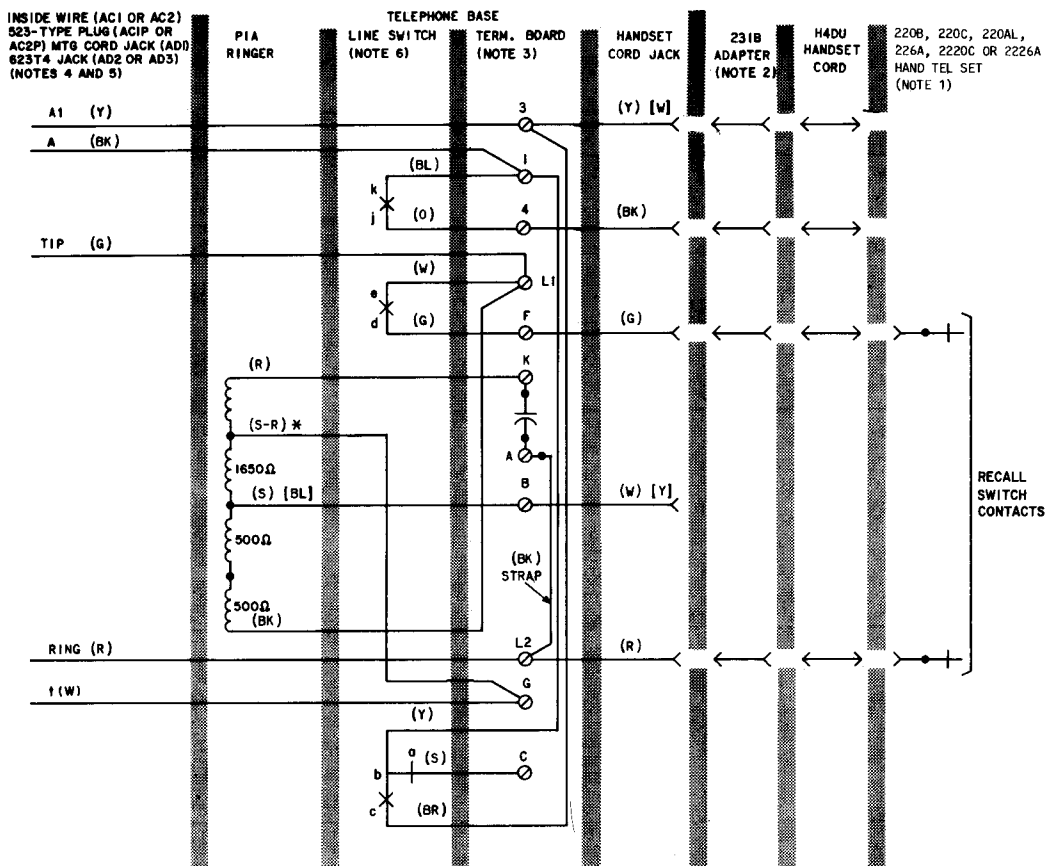 INSIDE WIRE (AC1 OR AC2)
523-TYPE PLUG (AC1P OR
AC2P) MTG CORD JACK (AD1)
623T4 JACK (AD2 OR AD3)
(NOTES 4 AND 5)
P1A
RINGER
TELEPHONE BASE
LINE SWITCH
(NOTE 6)
TERM. BOARD
(NOTE 3)
HANDSET
CORD JACK
231B
ADAPTER
(NOTE 2)
H4DU
HANDSET
CORD
220B, 220C, 220AL,
226A, 2220C OR 2226A
HAND TEL SET
(NOTE 1)
A1 (Y)
3
(Y) [W]
A (BK)
1
(BL)
k
j
(O)
4
(BK)
TIP (G)
(W)
L1
e
d
(G)
F
(G)
(R)
K
(S-R) *
A
1650Ω
(S) [BL]
B
(W) [Y]
RECALL
SWITCH
CONTACTS
500Ω
(BK)
STRAP
500Ω
(BK)
RING (R)
L2
(R)
G
t (W)
(Y)
a
(S)
C
b
c
(BR)